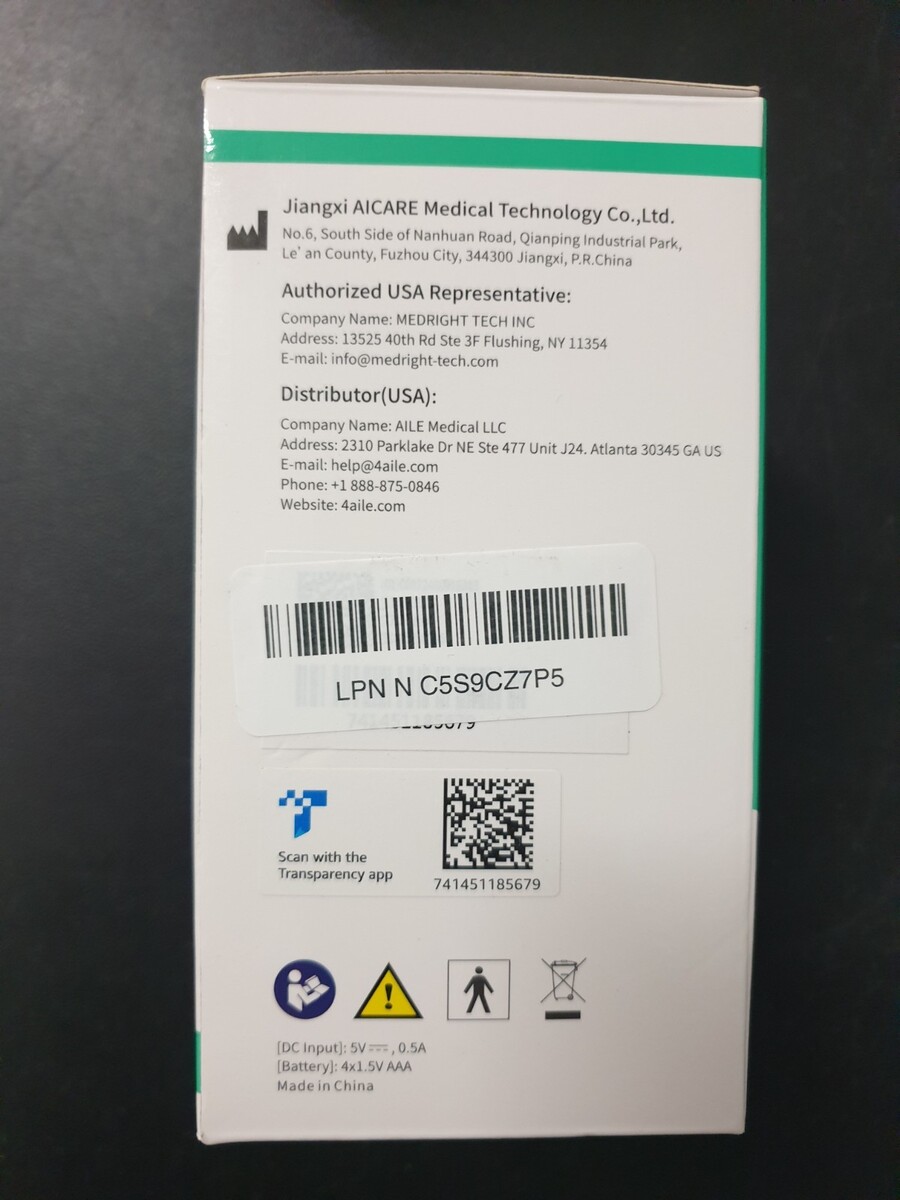 Jiangxi AICARE Medical Technology Co.,Ltd.
No.6, South Side of Nanhuan Road, Qianping Industrial Park,
Le' an County, Fuzhou City, 344300 Jiangxi, P.R.China
Authorized USA Representative:
Company Name: MEDRIGHT TECH INC
Address: 13525 40th Rd Ste 3F Flushing, NY 11354
E-mail: info@medright-tech.com
Distributor(USA):
Company Name: AILE Medical LLC
Address: 2310 Parklake Dr NE Ste 477 Unit J24. Atlanta 30345 GA US
E-mail: help@4aile.com
Phone: +1 888-875-0846
Website: 4aile.com
LPN N C5S9CZ7P5
741451185679
Scan with the
Transparency app
741451185679
[DC Input]: 5V⎓, 0.5A
[Battery]: 4x1.5V AAA
Made in China